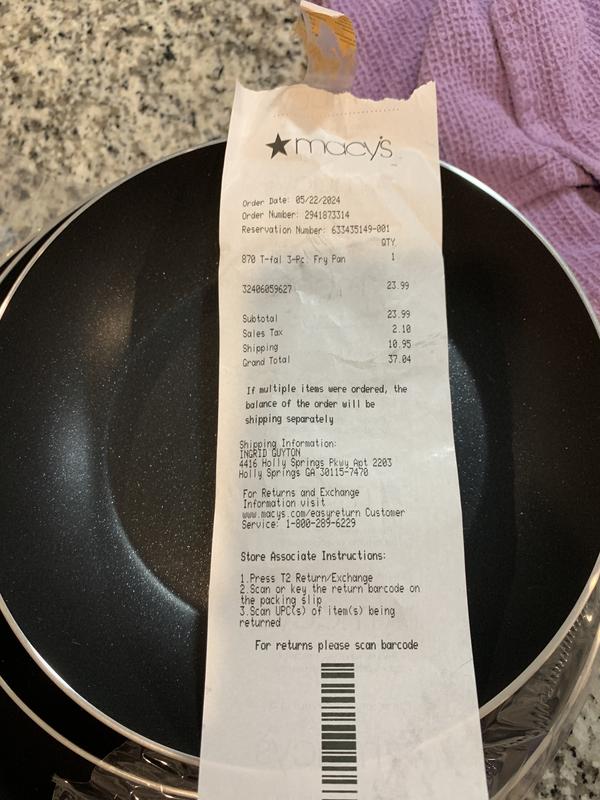 macy's
Order Date: 05/22/2024
Order Number: 2941873314
Reservation Number: 633435149-001
QTY
870 T-fal 3-Pc. Fry Pan 1
32406059627 23.99
Subtotal 23.99
Sales Tax 2.10
Shipping 10.95
Grand Total 37.04
If multiple items were ordered, the
balance of the order will be
shipping separately
Shipping Information:
INGRID GUYTON
4416 Holly Springs Pkwy Apt 2203
Holly Springs GA 30115-7470
For Returns and Exchange
Information visit
www.macys.com/easyreturn Customer
Service: 1-800-289-6229
Store Associate Instructions:
1.Press T2 Return/Exchange
2.Scan or key the return barcode on
the packing slip
3.Scan UPC(s) of item(s) being
returned
For returns please scan barcode